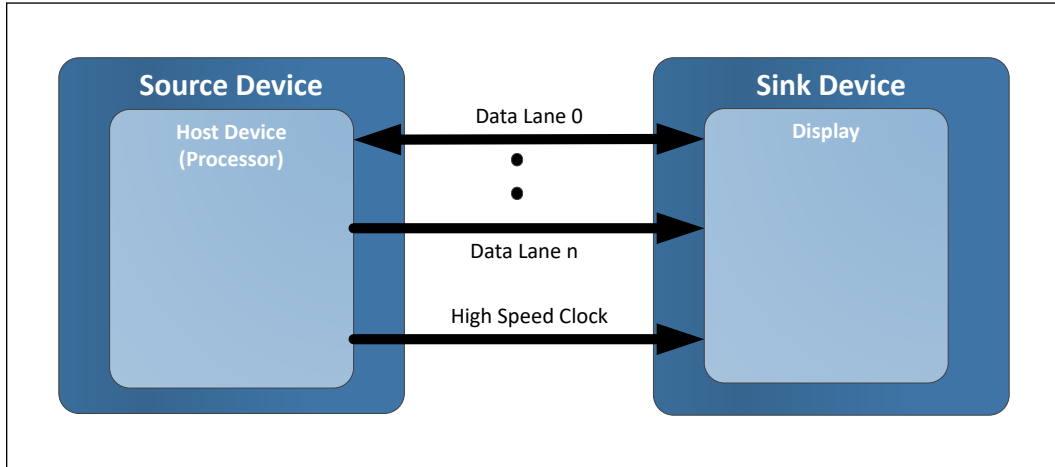 Source Device
Host Device
(Processor)
Data Lane 0
Data Lane n
High Speed Clock
Sink Device
Display